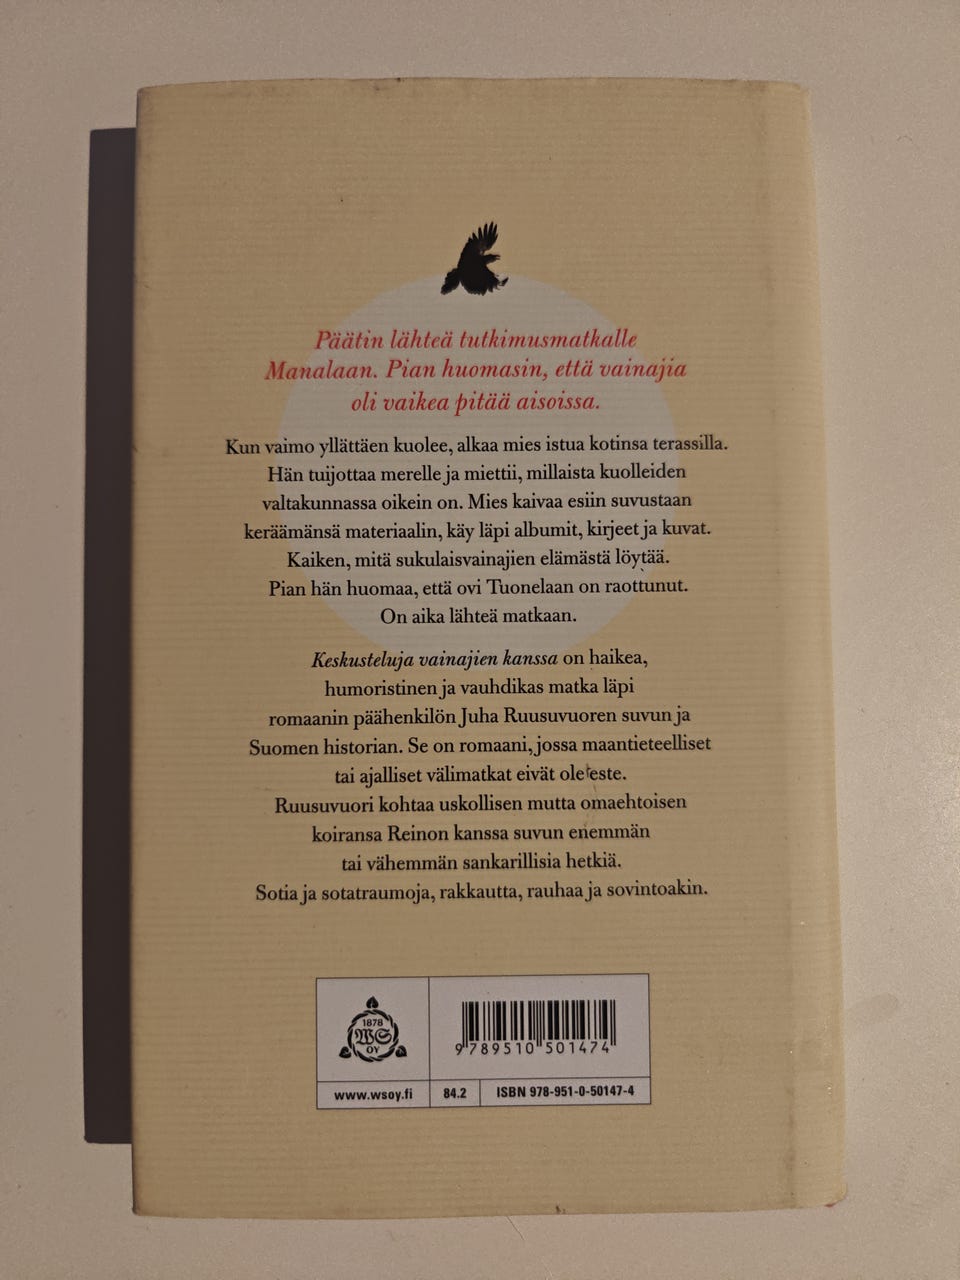 Päätin lähteä tutkimusmatkalle
Manalaan. Pian huomasin, että vainajia
oli vaikea pitää aisoissa.
Kun vaimo yllättäen kuolee, alkaa mies istua kotinsa terassilla.
Hän tuijottaa merelle ja miettii, millaista kuolleiden
valtakunnassa oikein on. Mies kaivaa esiin suvustaan
keräämänsä materiaalin, käy läpi albumit, kirjeet ja kuvat.
Kaiken, mitä sukulaisvainajien elämästä löytää.
Pian hän huomaa, että ovi Tuonelaan on raottunut.
On aika lähteä matkaan.
Keskusteluja vainajien kanssa on haikea,
humoristinen ja vauhdikas matka läpi
romaanin päähenkilön Juha Ruusuvuoren suvun ja
Suomen historian. Se on romaani, jossa maantieteelliset
tai ajalliset välimatkat eivät ole este.
Ruusuvuori kohtaa uskollisen mutta omaehtoisen
koiransa Reinon kanssa suvun enemmän
tai vähemmän sankarillisia hetkiä.
Sotia ja sotatraumoja, rakkautta, rauhaa ja sovintoakin.
1878
WS
OY
9 789510 501474
www.wsoy.fi
84.2
ISBN 978-951-0-50147-4